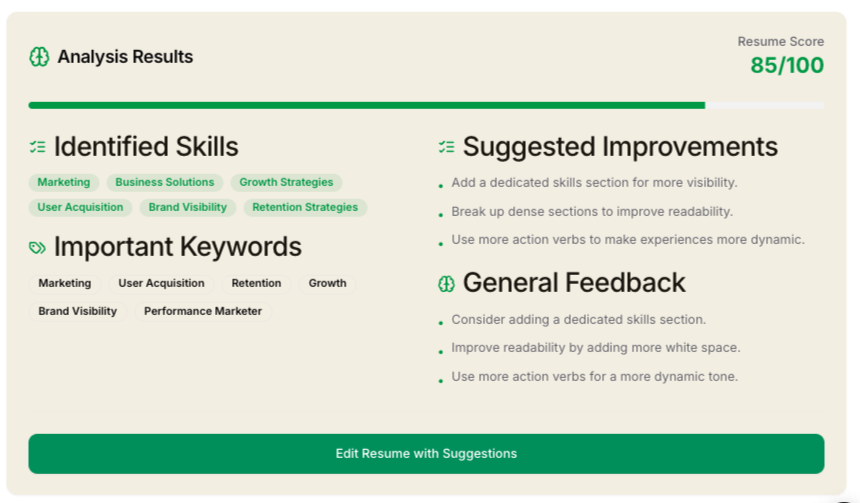 Analysis Results
Resume Score
85/100
Identified Skills
Marketing Business Solutions Growth Strategies
User Acquisition Brand Visibility Retention Strategies
Important Keywords
Marketing User Acquisition Retention Growth
Brand Visibility Performance Marketer
Suggested Improvements
Add a dedicated skills section for more visibility.
Break up dense sections to improve readability.
Use more action verbs to make experiences more dynamic.
General Feedback
Consider adding a dedicated skills section.
Improve readability by adding more white space.
Use more action verbs for a more dynamic tone.
Edit Resume with Suggestions